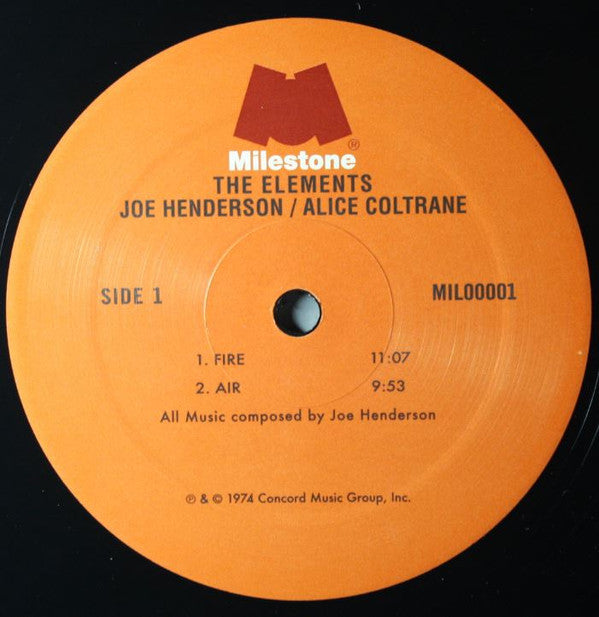 ®
Milestone
THE ELEMENTS
JOE HENDERSON / ALICE COLTRANE
SIDE 1 MIL00001
1. FIRE 11:07
2. AIR 9:53
All Music composed by Joe Henderson
℗ & © 1974 Concord Music Group, Inc.